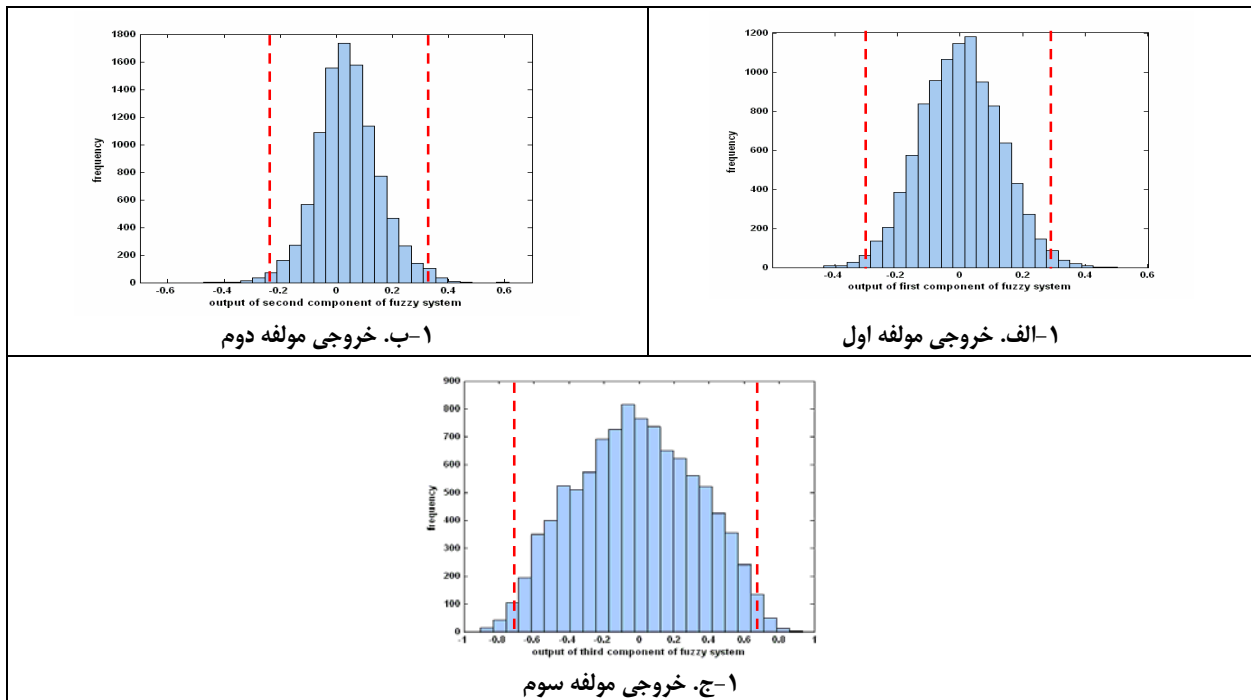 1800
1600
1400
1200
1000
800
600
400
200
0
frequency
-0.6 -0.4 -0.2 0 0.2 0.4 0.6
output of second component of fuzzy system
۱-ب. خروجی مولفه دوم
1200
1000
800
600
400
200
0
frequency
-0.4 -0.2 0 0.2 0.4 0.6
output of first component of fuzzy system
۱-الف. خروجی مولفه اول
900
800
700
600
500
400
300
200
100
0
frequency
-1 -0.8 -0.6 -0.4 -0.2 0 0.2 0.4 0.6 0.8 1
output of third component of fuzzy system
۱-ج. خروجی مولفه سوم